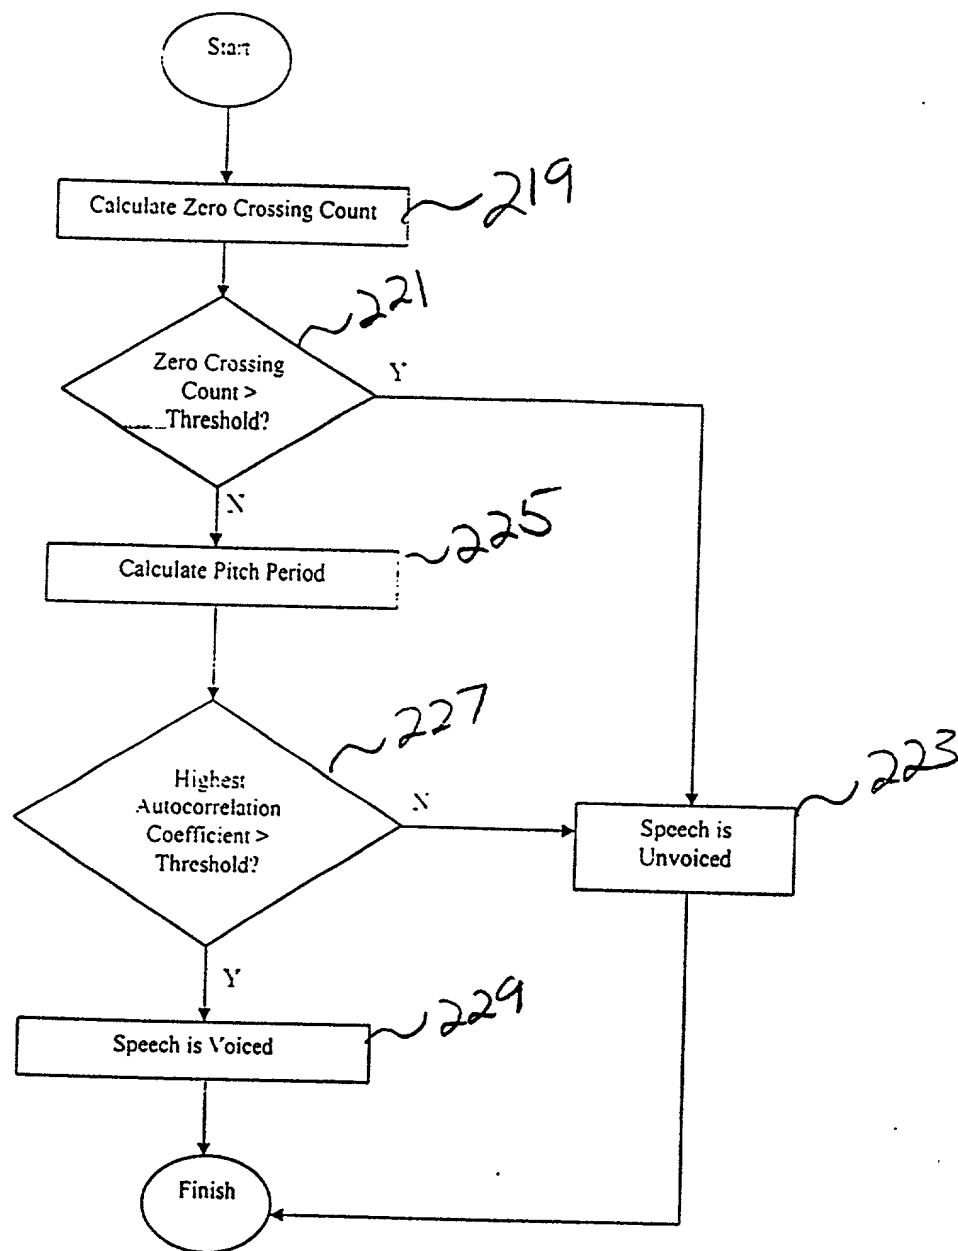 Start
Calculate Zero Crossing Count
219
221
Zero Crossing
Count >
Threshold?
Y
N
Calculate Pitch Period
225
227
Highest
Autocorrelation
Coefficient >
Threshold?
N
223
Speech is
Unvoiced
Y
229
Speech is Voiced
Finish